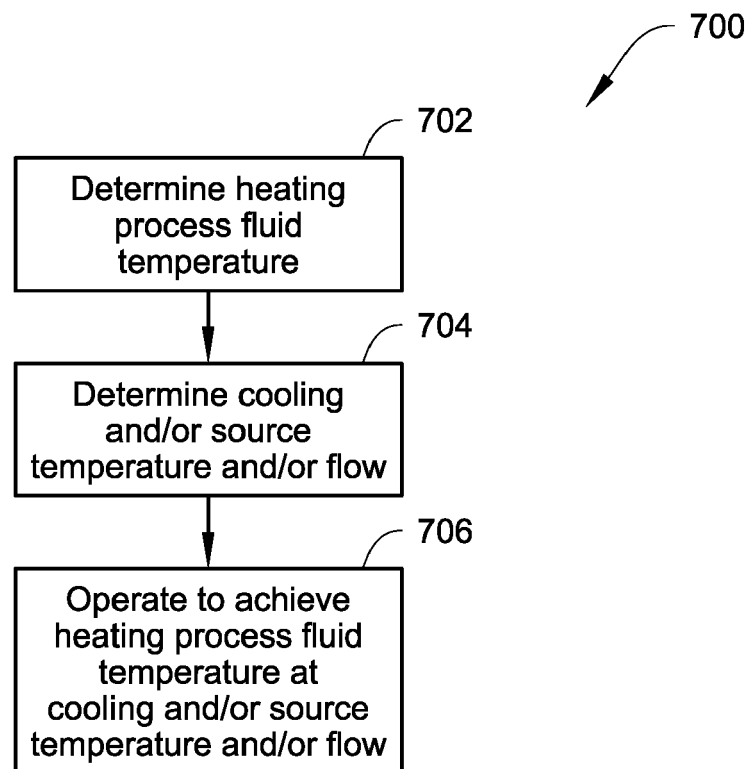 700
702
Determine heating
process fluid
temperature
704
Determine cooling
and/or source
temperature and/or flow
706
Operate to achieve
heating process fluid
temperature at
cooling and/or source
temperature and/or flow